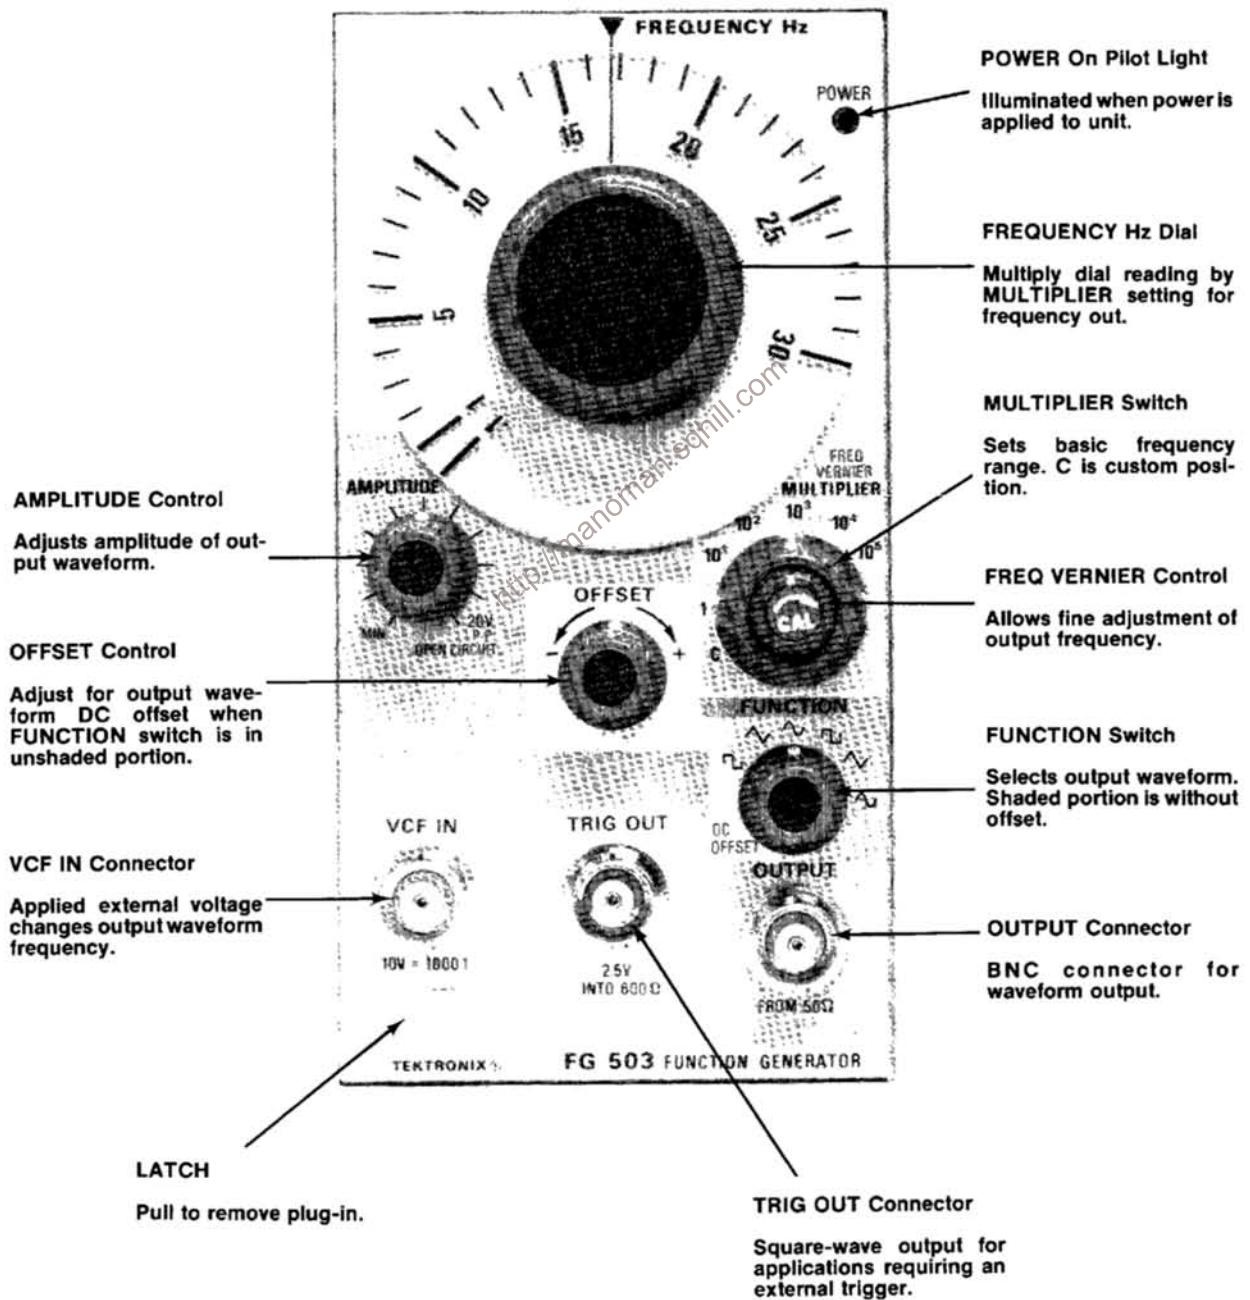 FREQUENCY Hz
POWER
5
10
15
20
25
30
POWER On Pilot Light
Illuminated when power is
applied to unit.
FREQUENCY Hz Dial
Multiply dial reading by
MULTIPLIER setting for
frequency out.
MULTIPLIER Switch
Sets basic frequency
range. C is custom posi-
tion.
FREQ VERNIER Control
Allows fine adjustment of
output frequency.
FUNCTION Switch
Selects output waveform.
Shaded portion is without
offset.
OUTPUT Connector
BNC connector for
waveform output.
AMPLITUDE Control
Adjusts amplitude of out-
put waveform.
OFFSET Control
Adjust for output wave-
form DC offset when
FUNCTION switch is in
unshaded portion.
VCF IN Connector
Applied external voltage
changes output waveform
frequency.
AMPLITUDE
MIN
20V
P-P
OPEN CIRCUIT
OFFSET
- +
FREQ
VERNIER
MULTIPLIER
C 1 10¹ 10² 10³ 10⁴ 10⁵
CAL
FUNCTION
DC
OFFSET
VCF IN
10V = 1000:1
TRIG OUT
2.5V
INTO 600Ω
OUTPUT
FROM 50Ω
TEKTRONIX
FG 503 FUNCTION GENERATOR
LATCH
Pull to remove plug-in.
TRIG OUT Connector
Square-wave output for
applications requiring an
external trigger.
http://manoman.sqhill.com